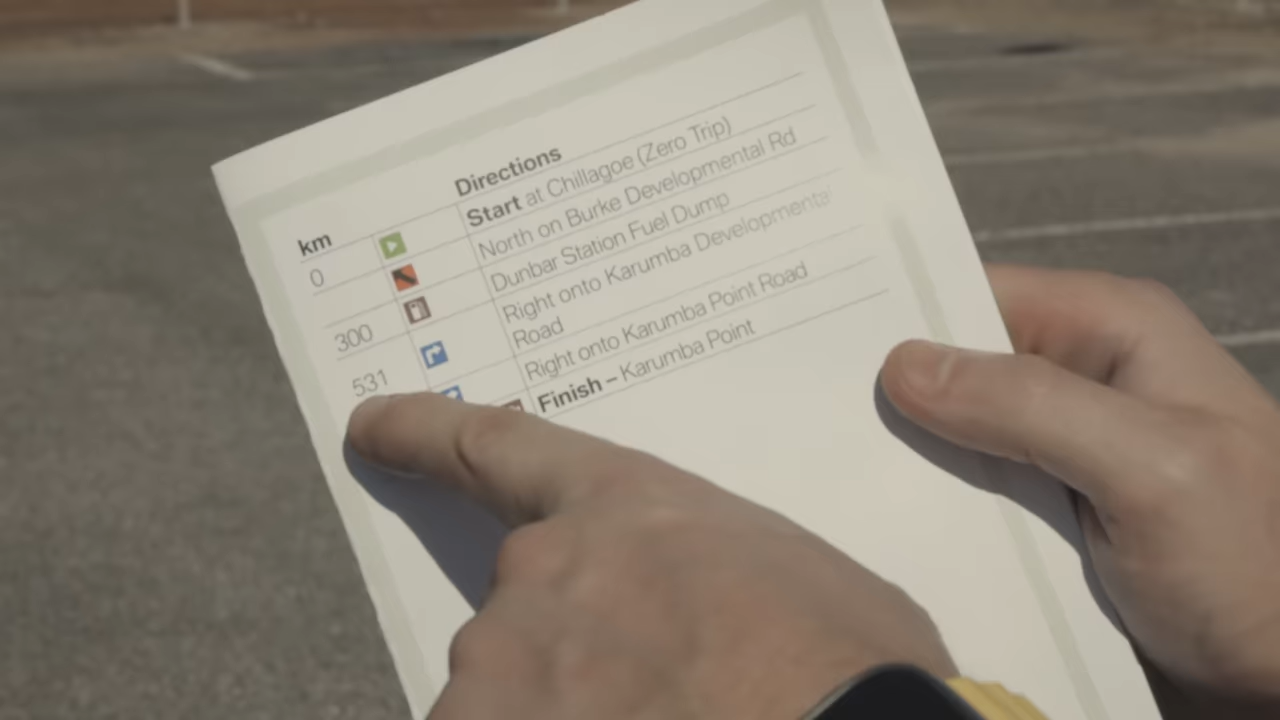 km Directions
0 Start at Chillagoe (Zero Trip)
North on Burke Developmental Rd
300 Dunbar Station Fuel Dump
531 Right onto Karumba Developmental
Road
Right onto Karumba Point Road
Finish – Karumba Point